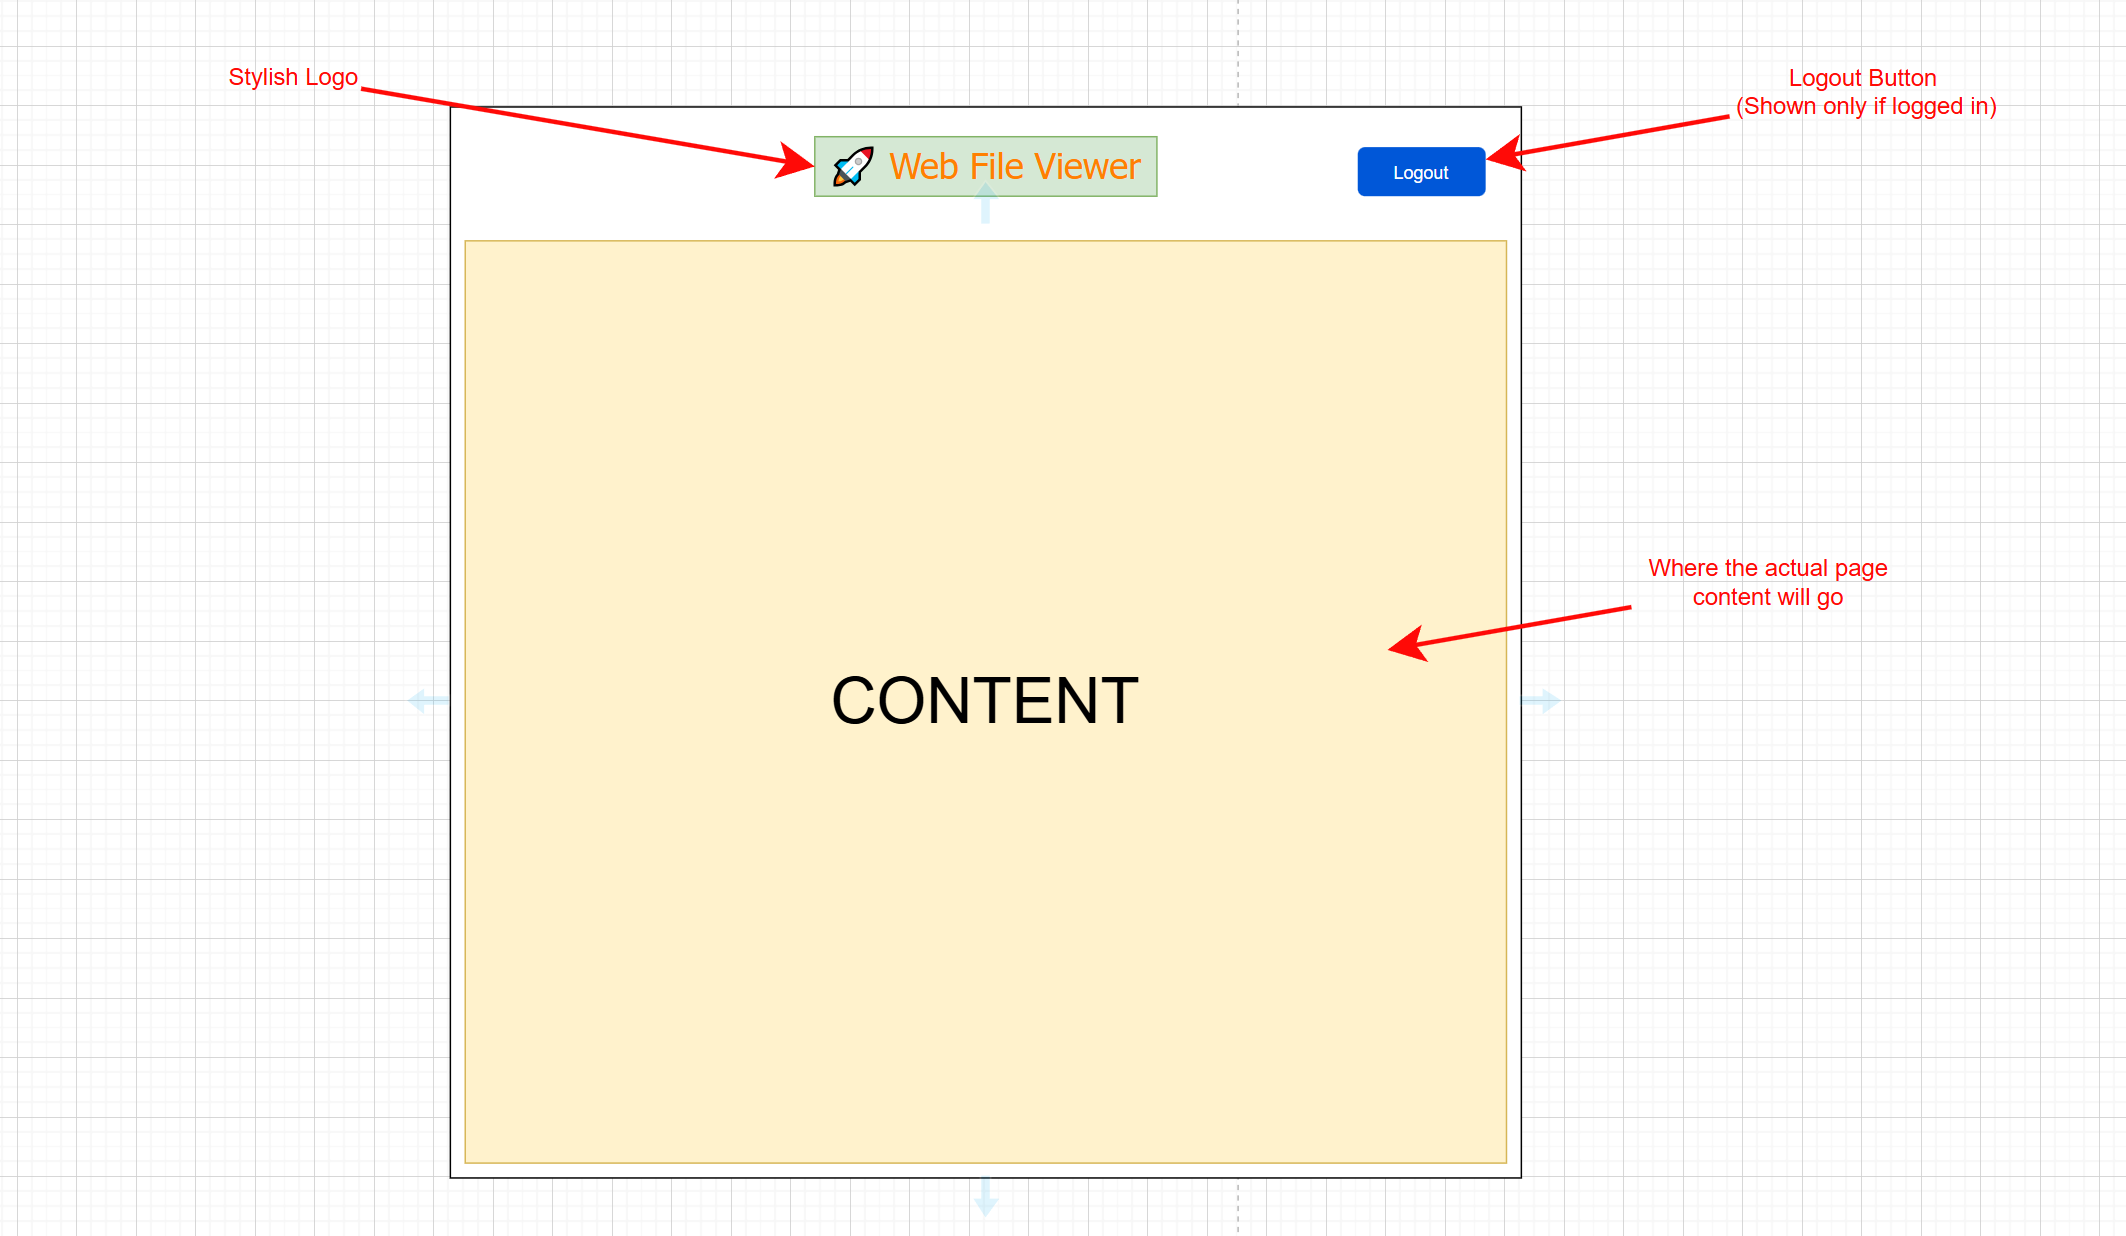 Stylish Logo
Logout Button
(Shown only if logged in)
Web File Viewer
Logout
Where the actual page
content will go
CONTENT